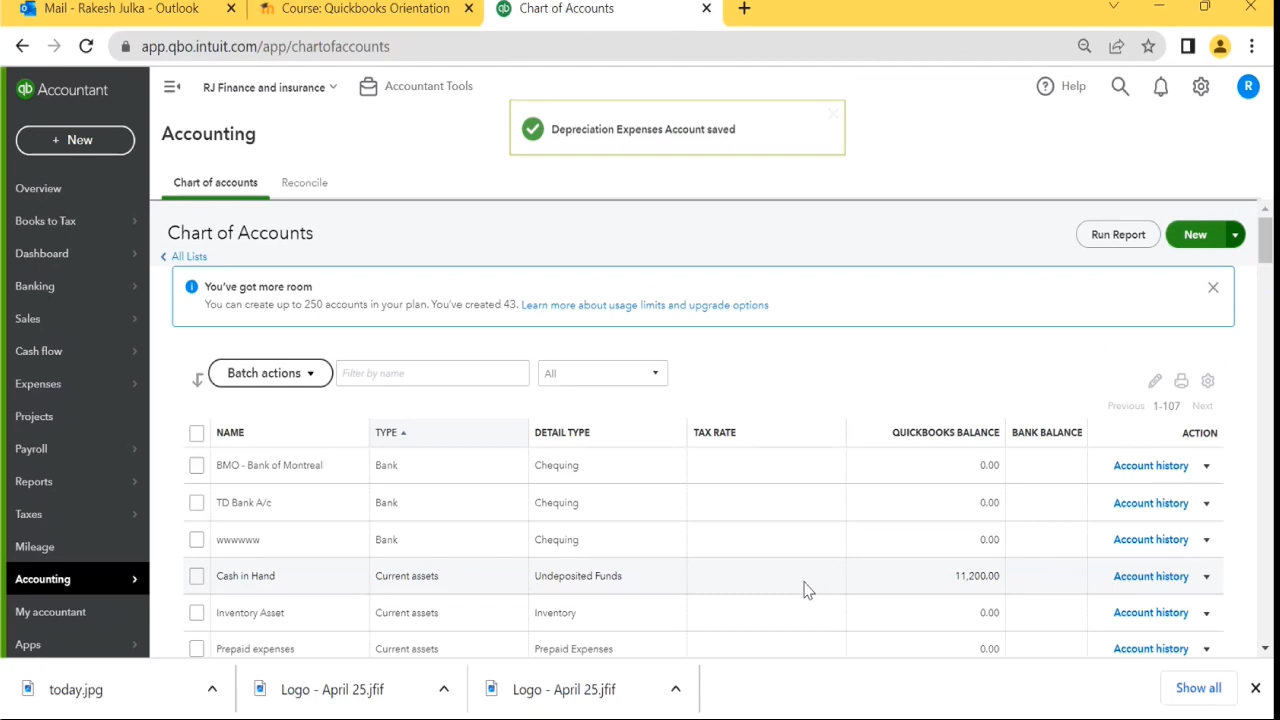 Mail - Rakesh Julka - Outlook
Course: Quickbooks Orientation
Chart of Accounts
app.qbo.intuit.com/app/chartofaccounts
qb Accountant
RJ Finance and insurance
Accountant Tools
Help
R
+ New
Accounting
Depreciation Expenses Account saved
Chart of accounts
Reconcile
Overview
Books to Tax
Dashboard
Banking
Sales
Cash flow
Expenses
Projects
Payroll
Reports
Taxes
Mileage
Accounting
My accountant
Apps
Chart of Accounts
All Lists
Run Report
New
You've got more room
You can create up to 250 accounts in your plan. You've created 43. Learn more about usage limits and upgrade options
Batch actions
Filter by name
All
Previous 1-107 Next
NAME TYPE DETAIL TYPE TAX RATE QUICKBOOKS BALANCE BANK BALANCE ACTION
BMO - Bank of Montreal Bank Chequing 0.00 Account history
TD Bank A/c Bank Chequing 0.00 Account history
wwwwww Bank Chequing 0.00 Account history
Cash in Hand Current assets Undeposited Funds 11,200.00 Account history
Inventory Asset Current assets Inventory 0.00 Account history
Prepaid expenses Current assets Prepaid Expenses 0.00 Account history
today.jpg
Logo - April 25.jfif
Logo - April 25.jfif
Show all